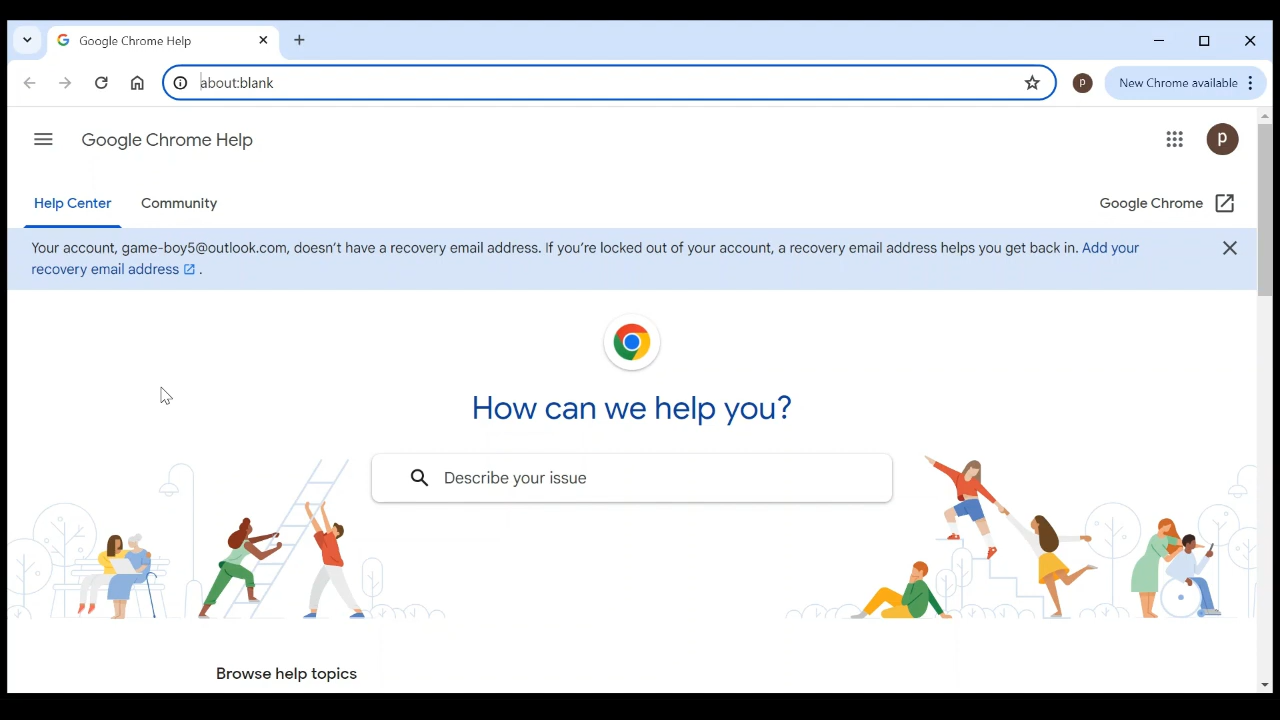 Google Chrome Help
about:blank
p
New Chrome available
Google Chrome Help
p
Help Center
Community
Google Chrome
Your account, game-boy5@outlook.com, doesn't have a recovery email address. If you're locked out of your account, a recovery email address helps you get back in. Add your
recovery email address .
How can we help you?
Describe your issue
Browse help topics